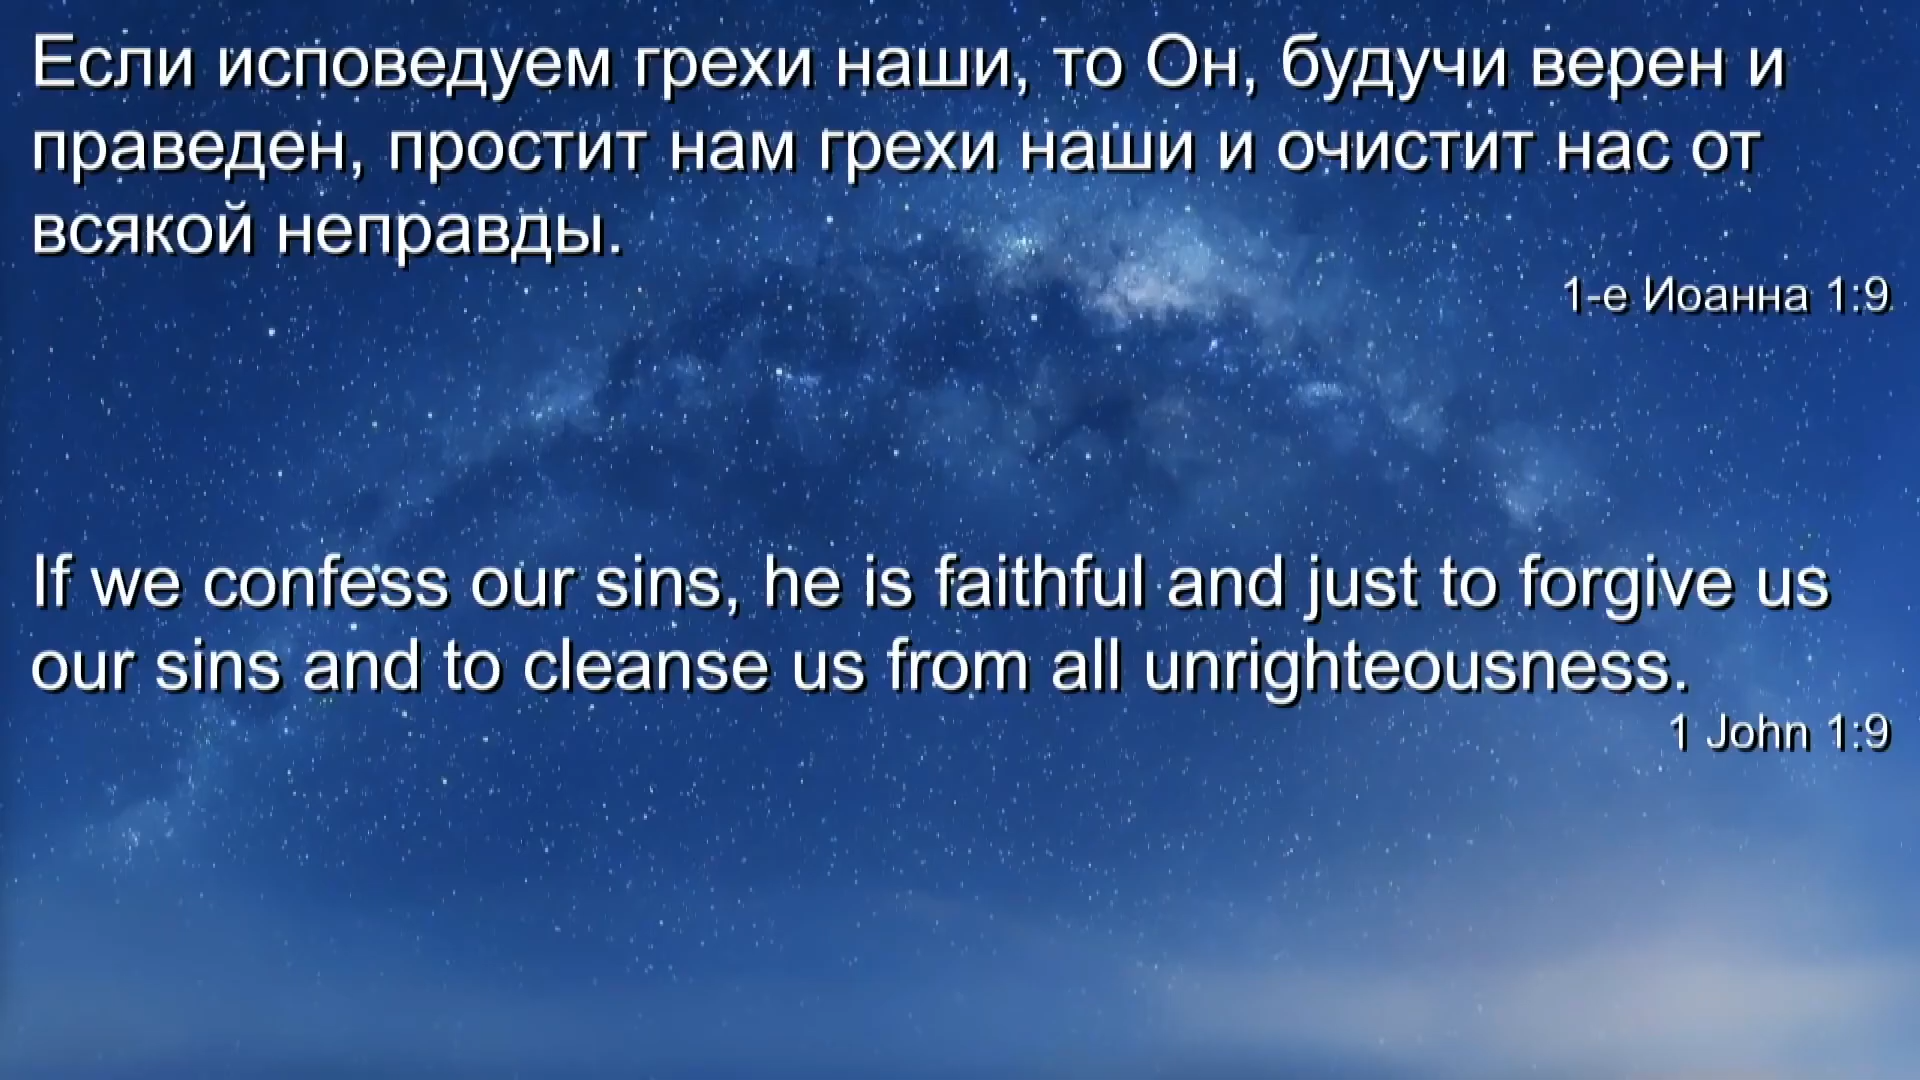 Если исповедуем грехи наши, то Он, будучи верен и
праведен, простит нам грехи наши и очистит нас от
всякой неправды.
1-е Иоанна 1:9
If we confess our sins, he is faithful and just to forgive us
our sins and to cleanse us from all unrighteousness.
1 John 1:9